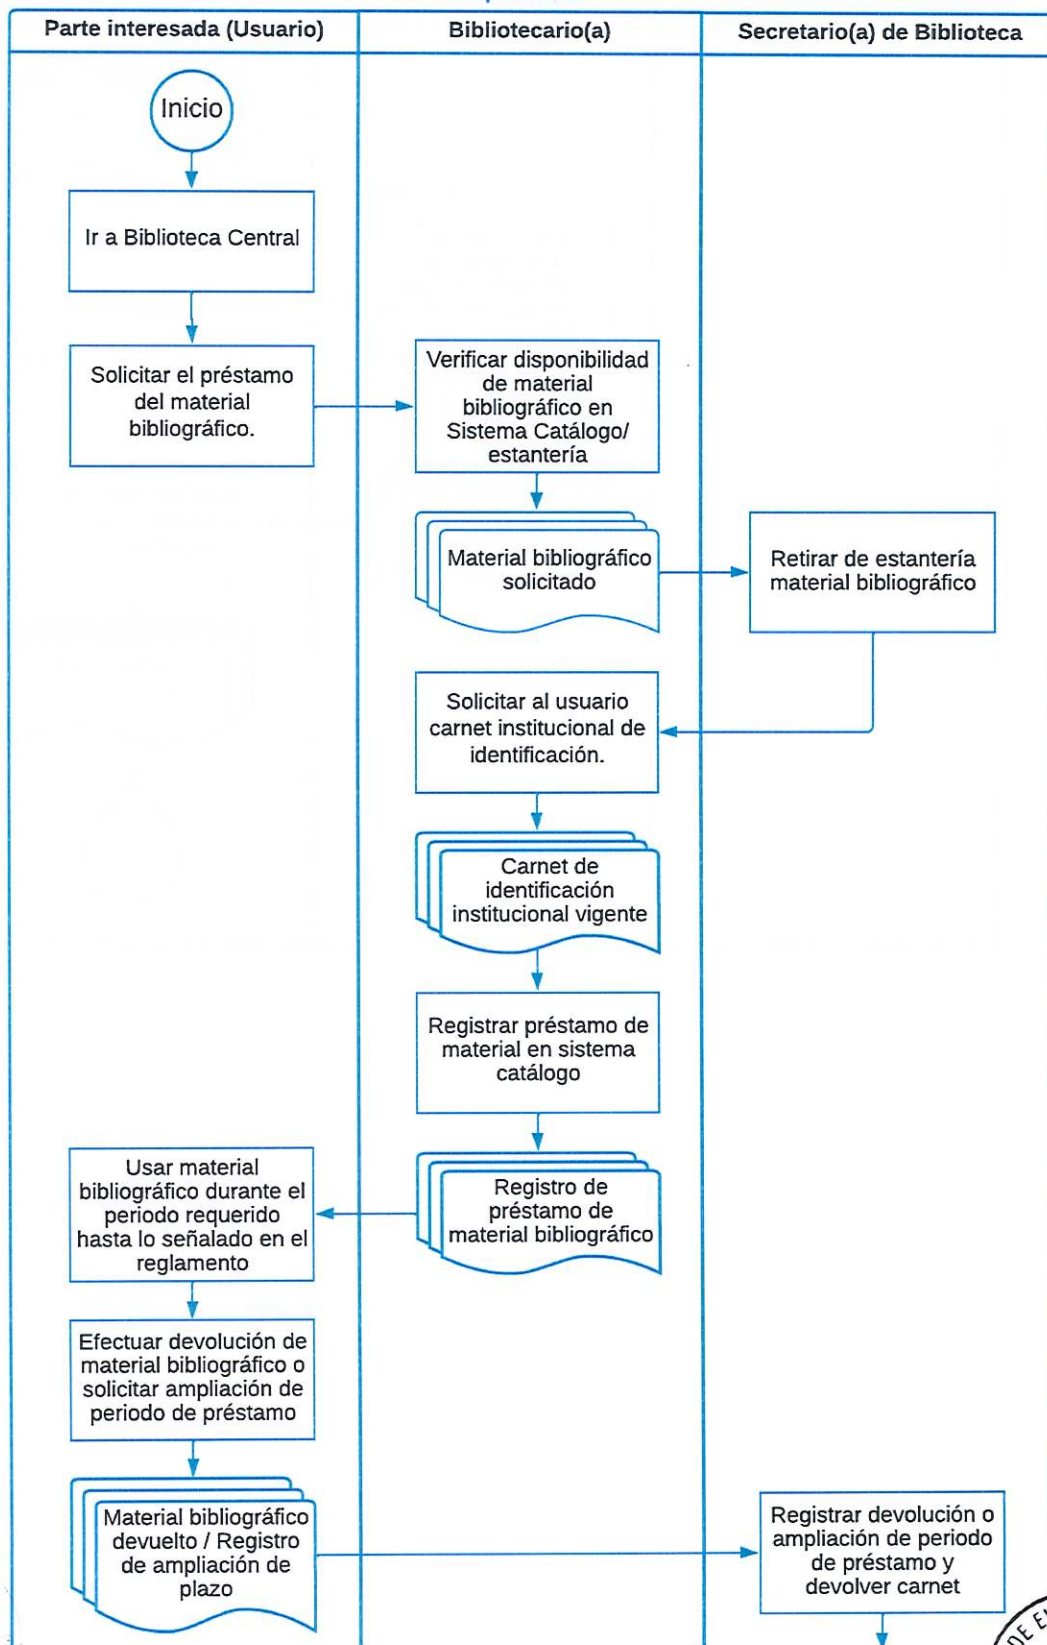 Parte interesada (Usuario)
Bibliotecario(a)
Secretario(a) de Biblioteca
Inicio
Ir a Biblioteca Central
Solicitar el préstamo
del material
bibliográfico.
Verificar disponibilidad
de material
bibliográfico en
Sistema Catálogo/
estantería
Material bibliográfico
solicitado
Retirar de estantería
material bibliográfico
Solicitar al usuario
carnet institucional de
identificación.
Carnet de
identificación
institucional vigente
Registrar préstamo de
material en sistema
catálogo
Registro de
préstamo de
material bibliográfico
Usar material
bibliográfico durante el
periodo requerido
hasta lo señalado en el
reglamento
Efectuar devolución de
material bibliográfico o
solicitar ampliación de
periodo de préstamo
Material bibliográfico
devuelto / Registro
de ampliación de
plazo
Registrar devolución o
ampliación de periodo
de préstamo y
devolver carnet
DE